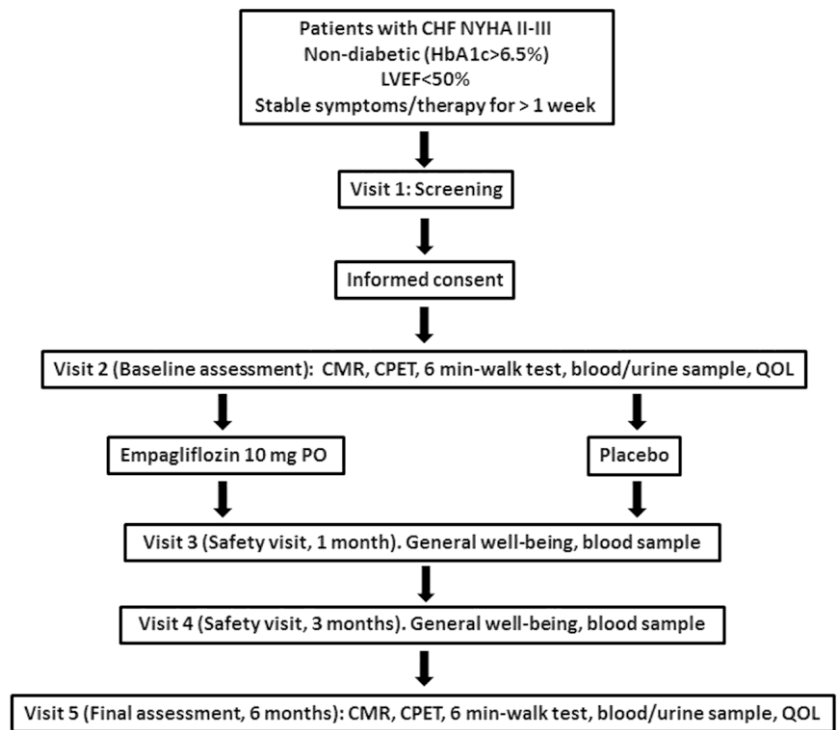 Patients with CHF NYHA II-III
Non-diabetic (HbA1c>6.5%)
LVEF<50%
Stable symptoms/therapy for > 1 week
Visit 1: Screening
Informed consent
Visit 2 (Baseline assessment): CMR, CPET, 6 min-walk test, blood/urine sample, QOL
Empagliflozin 10 mg PO
Placebo
Visit 3 (Safety visit, 1 month). General well-being, blood sample
Visit 4 (Safety visit, 3 months). General well-being, blood sample
Visit 5 (Final assessment, 6 months): CMR, CPET, 6 min-walk test, blood/urine sample, QOL